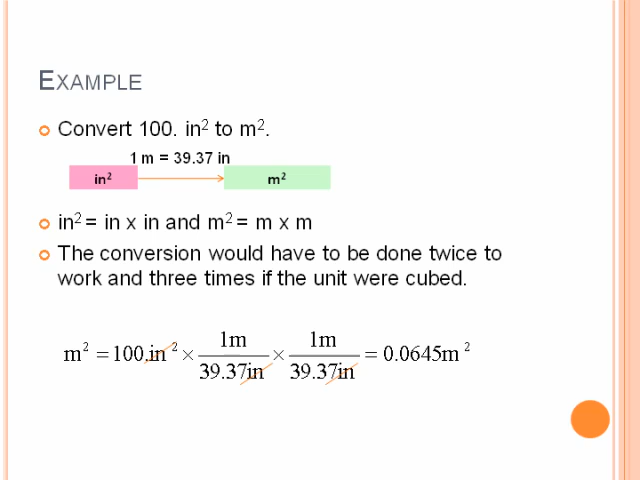 EXAMPLE
Convert 100. in² to m².
1 m = 39.37 in
in² m²
in² = in x in and m² = m x m
The conversion would have to be done twice to
work and three times if the unit were cubed.
m² = 100.in² × 1m/39.37in × 1m/39.37in = 0.0645m²